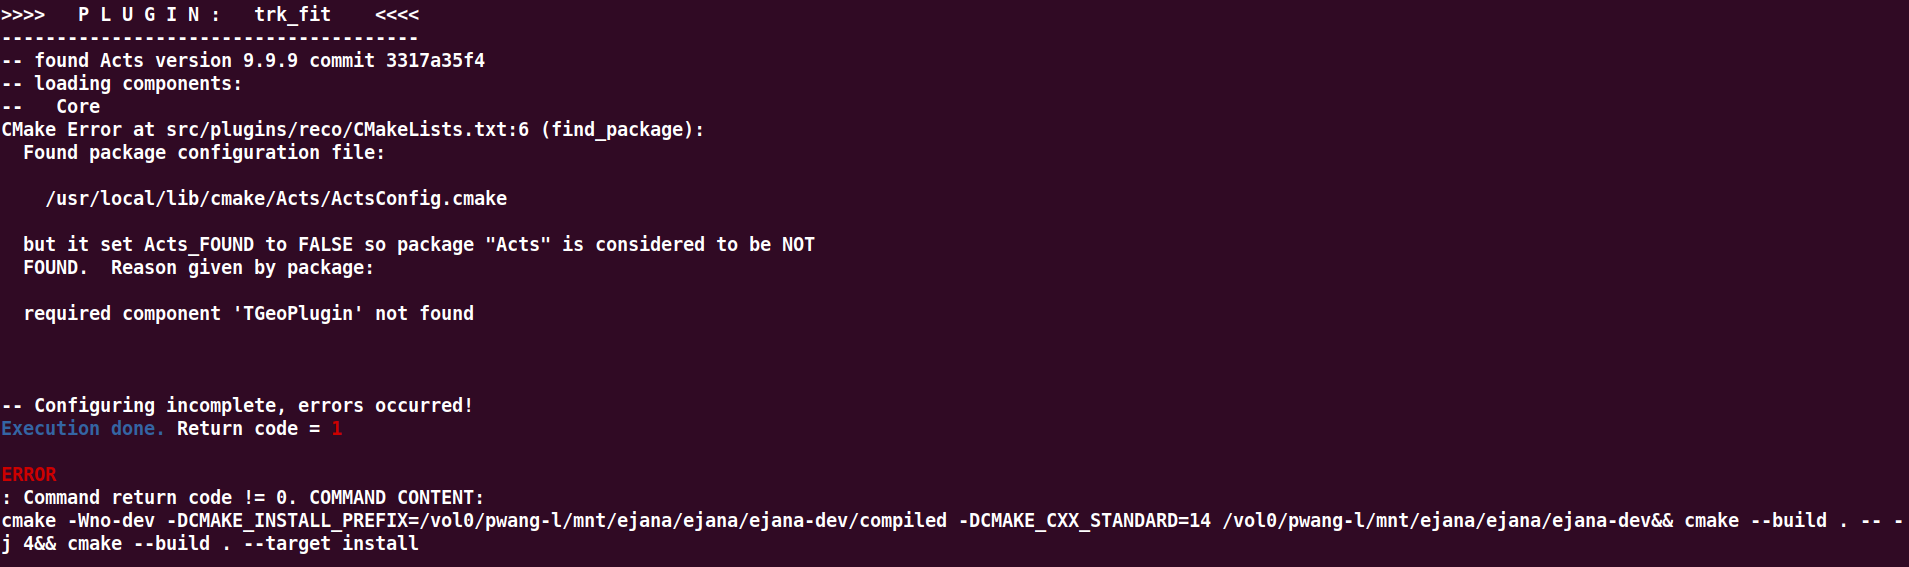 >>>>   P L U G I N :   trk_fit    <<<<
--------------------------------------
-- found Acts version 9.9.9 commit 3317a35f4
-- loading components:
--   Core
CMake Error at src/plugins/reco/CMakeLists.txt:6 (find_package):
  Found package configuration file:

    /usr/local/lib/cmake/Acts/ActsConfig.cmake

  but it set Acts_FOUND to FALSE so package "Acts" is considered to be NOT
  FOUND.  Reason given by package:

  required component 'TGeoPlugin' not found

-- Configuring incomplete, errors occurred!
Execution done. Return code = 1

ERROR
: Command return code != 0. COMMAND CONTENT:
cmake -Wno-dev -DCMAKE_INSTALL_PREFIX=/vol0/pwang-l/mnt/ejana/ejana/ejana-dev/compiled -DCMAKE_CXX_STANDARD=14 /vol0/pwang-l/mnt/ejana/ejana/ejana-dev&& cmake --build . -- -
j 4&& cmake --build . --target install